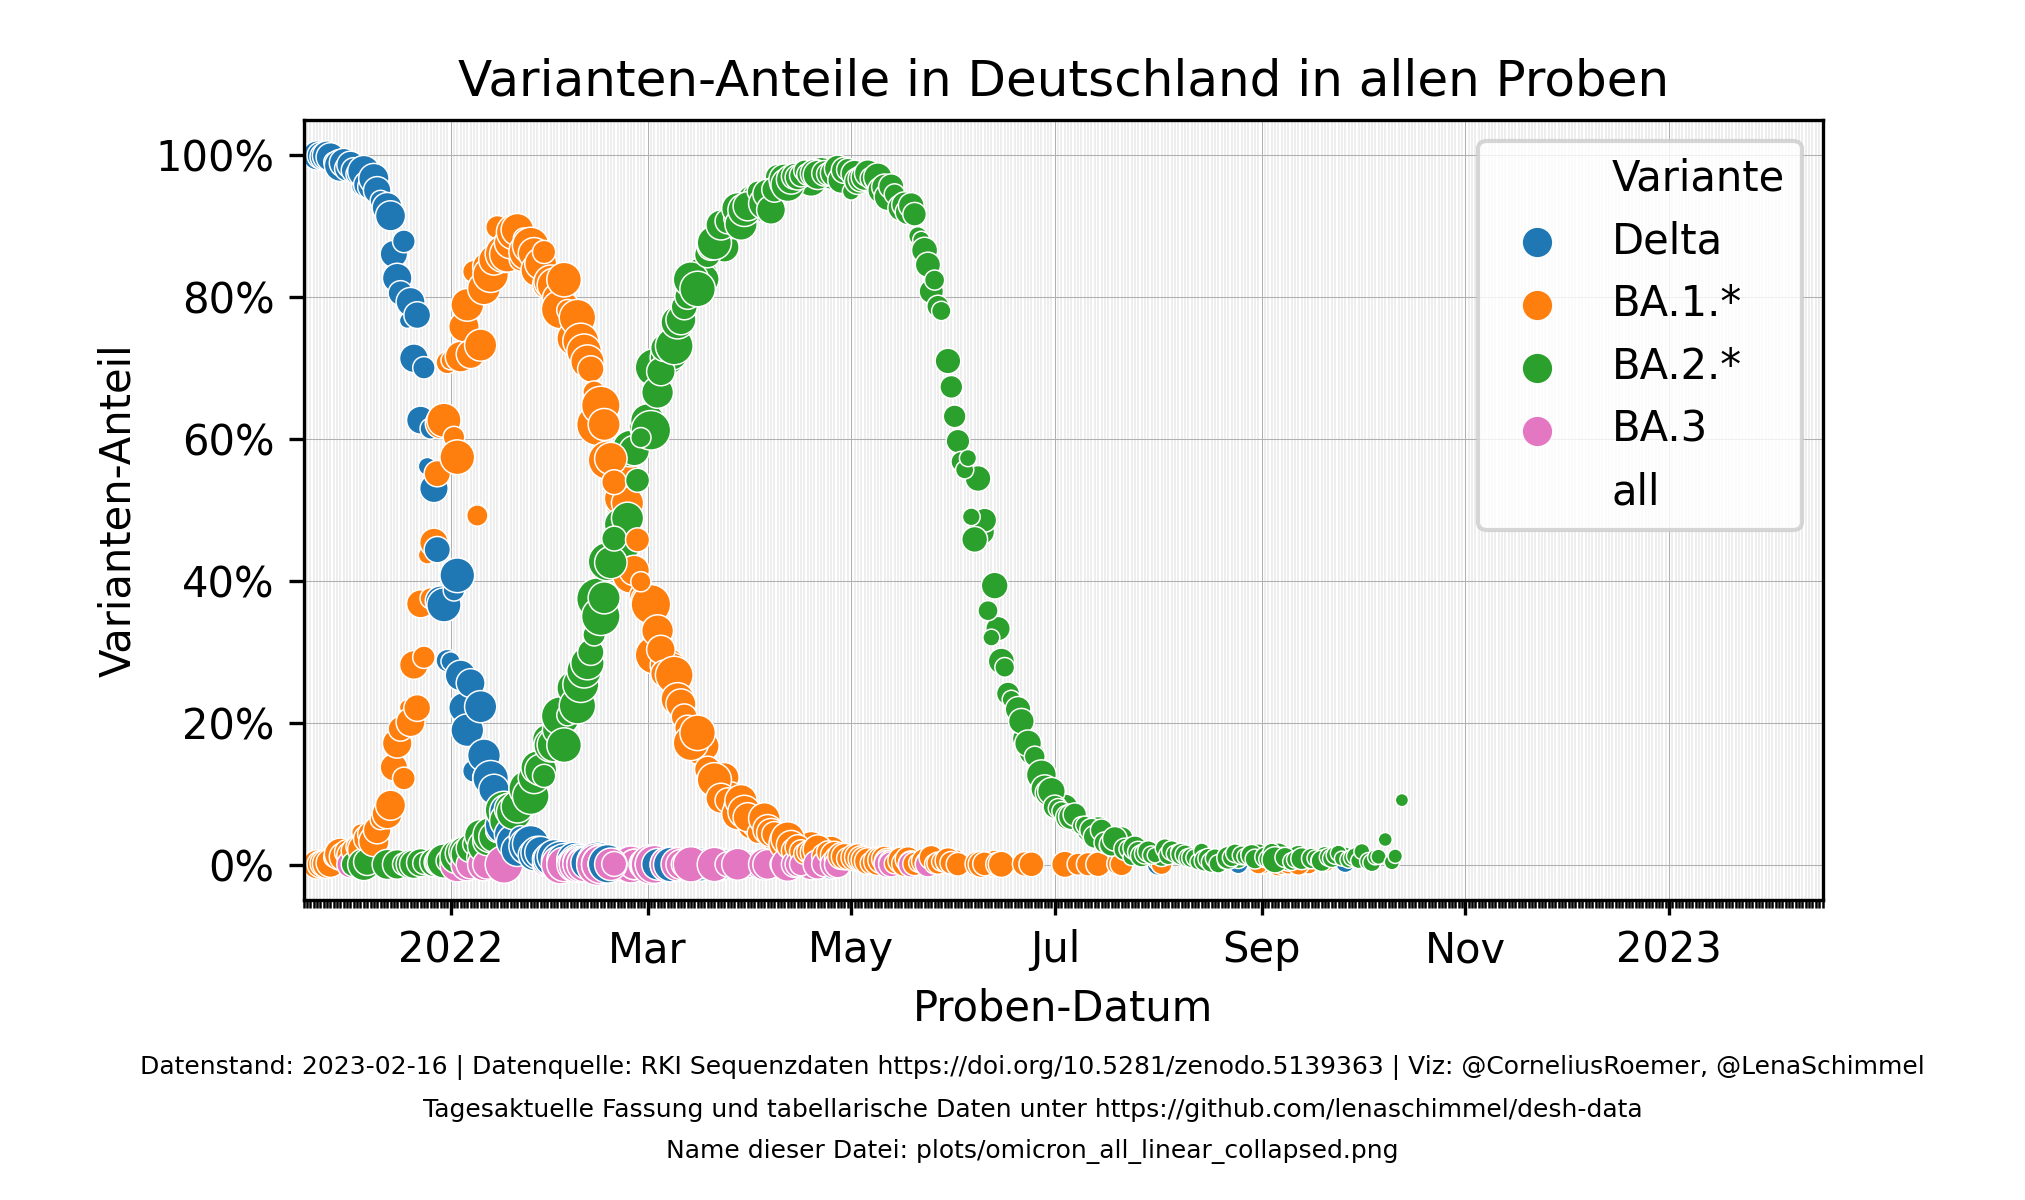 Varianten-Anteile in Deutschland in allen Proben
Varianten-Anteil
100%
80%
60%
40%
20%
0%
Variante
Delta
BA.1.*
BA.2.*
BA.3
all
2022 Mar May Jul Sep Nov 2023
Proben-Datum
Datenstand: 2023-02-16 | Datenquelle: RKI Sequenzdaten https://doi.org/10.5281/zenodo.5139363 | Viz: @CorneliusRoemer, @LenaSchimmel
Tagesaktuelle Fassung und tabellarische Daten unter https://github.com/lenaschimmel/desh-data
Name dieser Datei: plots/omicron_all_linear_collapsed.png